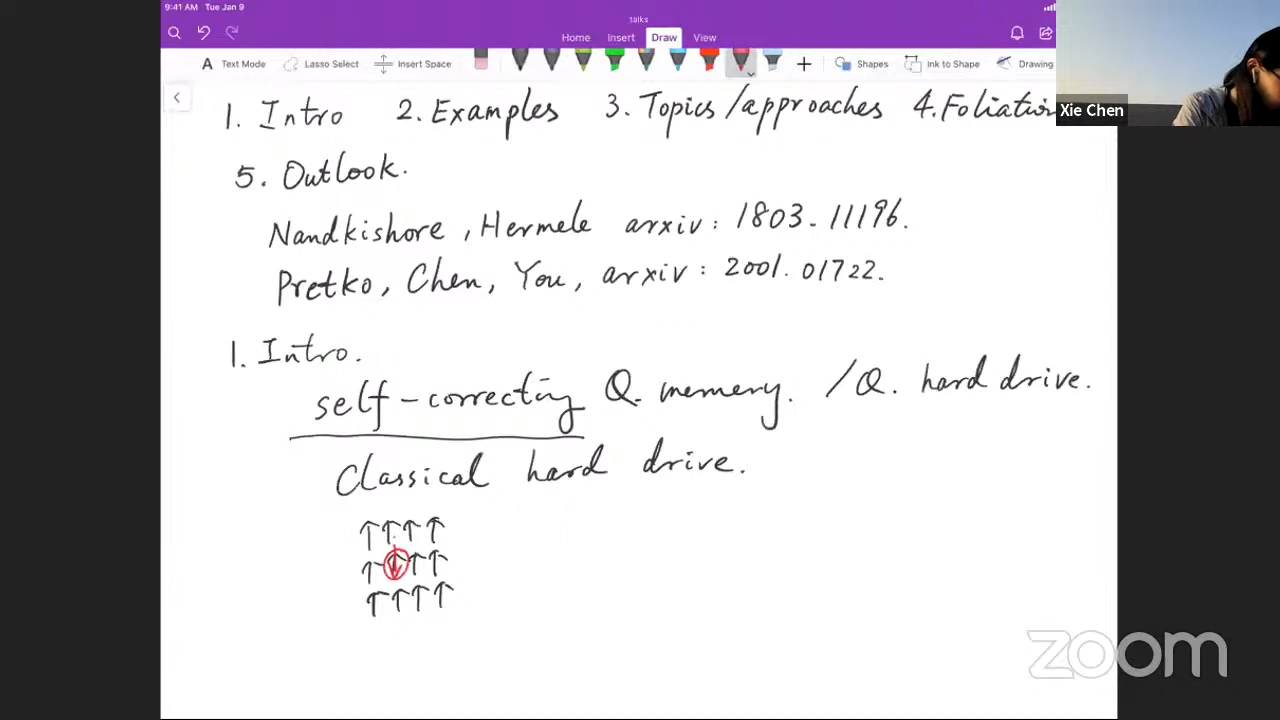 9:41 AM Tue Jan 9
talks
Home Insert Draw View
Text Mode Lasso Select Insert Space Shapes Ink to Shape Drawing
Xie Chen
1. Intro 2. Examples 3. Topics/approaches 4. Foliation
5. Outlook.
Nandkishore, Hermele arxiv: 1803.11196.
Pretko, Chen, You, arxiv: 2001.01722.
1. Intro.
self-correcting Q. memery. / Q. hard drive.
Classical hard drive.
↑↑↑↑
↑↓↑↑
↑↑↑↑
zoom